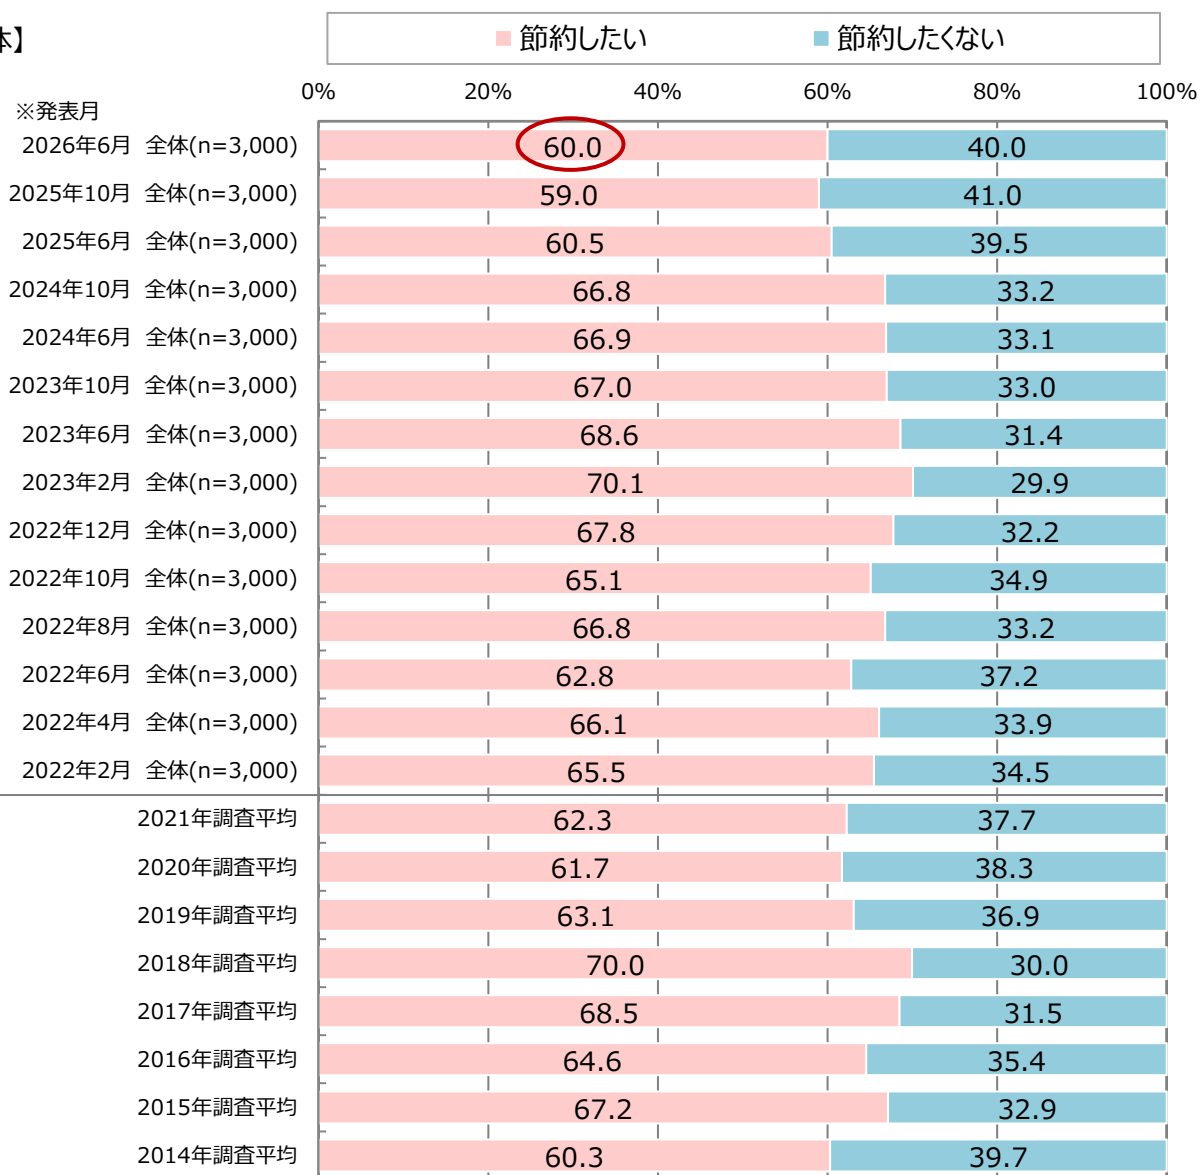 体】
節約したい 節約したくない
0% 20% 40% 60% 80% 100%
※発表月
2026年6月 全体(n=3,000) 60.0 40.0
2025年10月 全体(n=3,000) 59.0 41.0
2025年6月 全体(n=3,000) 60.5 39.5
2024年10月 全体(n=3,000) 66.8 33.2
2024年6月 全体(n=3,000) 66.9 33.1
2023年10月 全体(n=3,000) 67.0 33.0
2023年6月 全体(n=3,000) 68.6 31.4
2023年2月 全体(n=3,000) 70.1 29.9
2022年12月 全体(n=3,000) 67.8 32.2
2022年10月 全体(n=3,000) 65.1 34.9
2022年8月 全体(n=3,000) 66.8 33.2
2022年6月 全体(n=3,000) 62.8 37.2
2022年4月 全体(n=3,000) 66.1 33.9
2022年2月 全体(n=3,000) 65.5 34.5
2021年調査平均 62.3 37.7
2020年調査平均 61.7 38.3
2019年調査平均 63.1 36.9
2018年調査平均 70.0 30.0
2017年調査平均 68.5 31.5
2016年調査平均 64.6 35.4
2015年調査平均 67.2 32.9
2014年調査平均 60.3 39.7